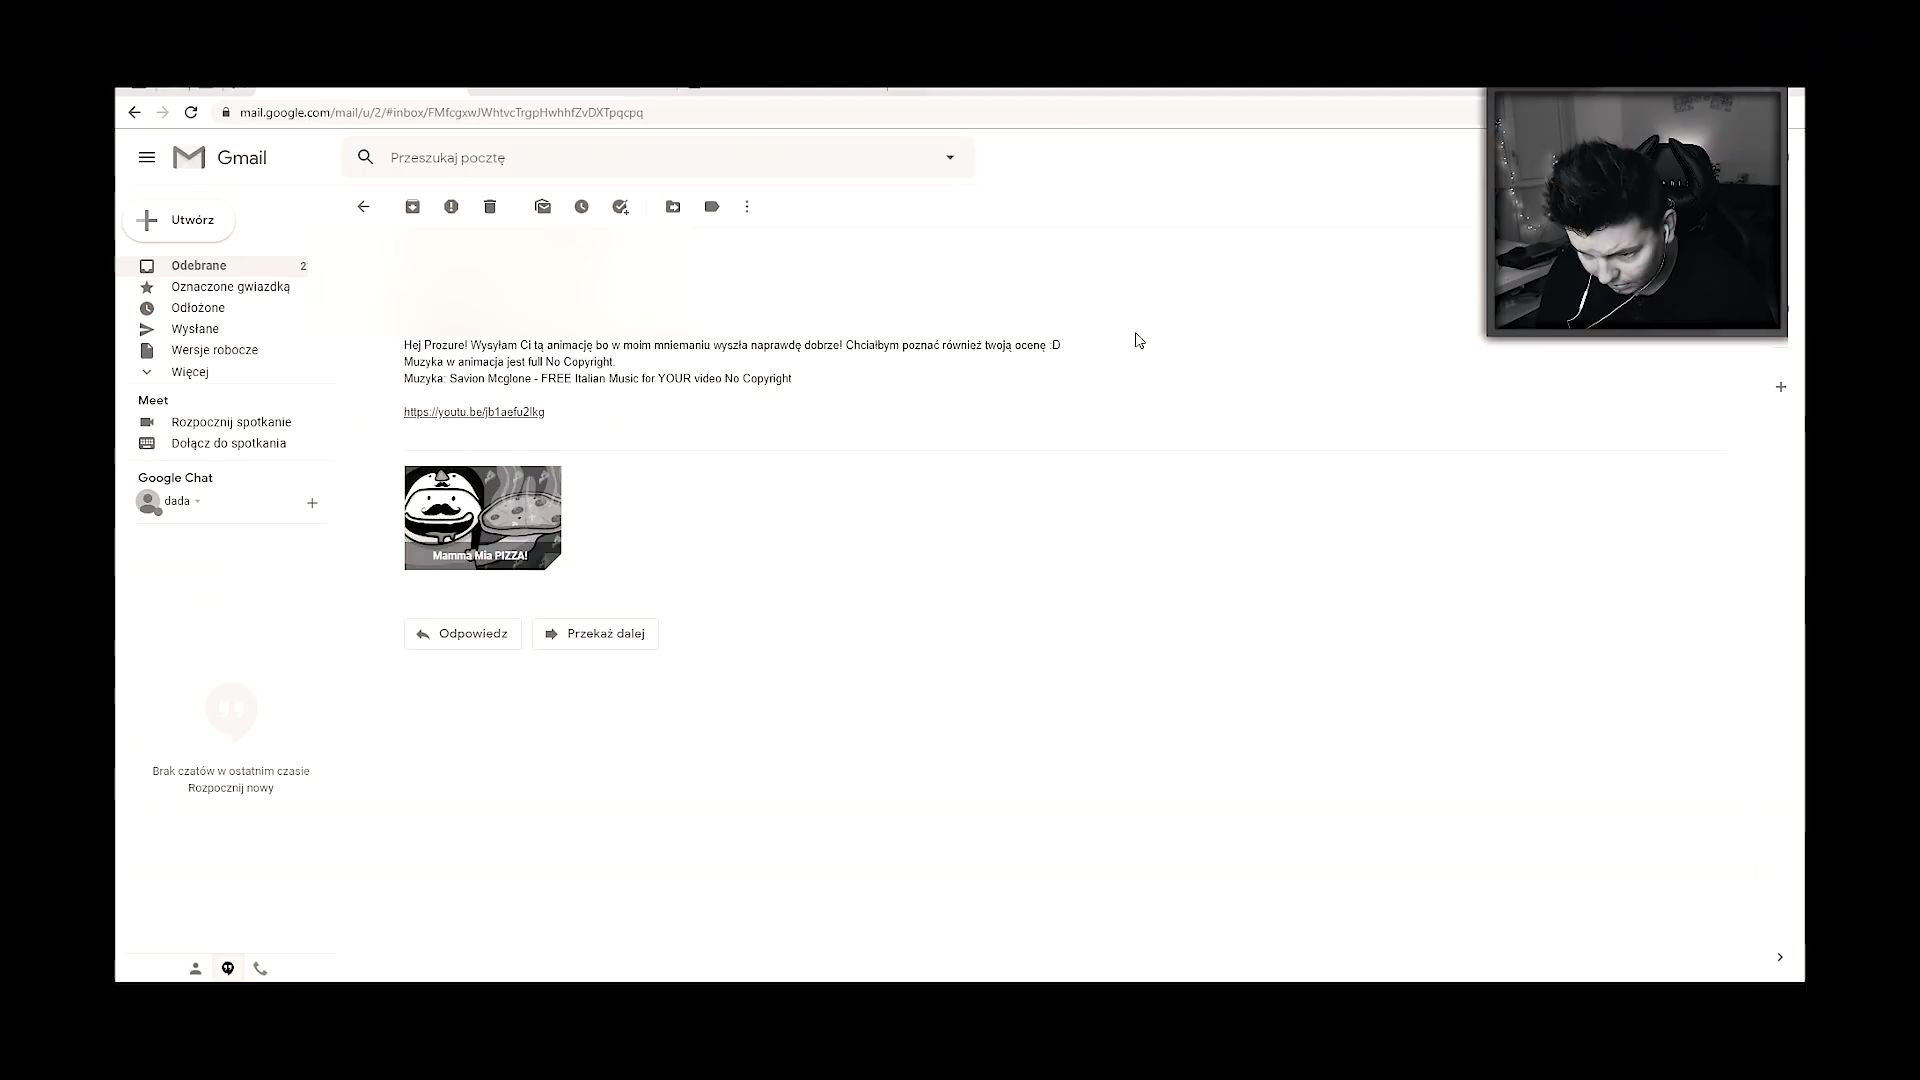 mail.google.com/mail/u/2/#inbox/FMfcgxwJWhtvcTrgpHwhhfZvDXTpqcpq
Gmail
Przeszukaj pocztę
Utwórz
Odebrane 2
Oznaczone gwiazdką
Odłożone
Wysłane
Wersje robocze
Więcej
Meet
Rozpocznij spotkanie
Dołącz do spotkania
Google Chat
dada
Brak czatów w ostatnim czasie
Rozpocznij nowy
Hej Prozure! Wysyłam Ci tą animację bo w moim mniemaniu wyszła naprawdę dobrze! Chciałbym poznać również twoją ocenę :D
Muzyka w animacja jest full No Copyright.
Muzyka: Savion Mcglone - FREE Italian Music for YOUR video No Copyright
https://youtu.be/jb1aefu2lkg
Mamma Mia PIZZA!
Odpowiedz
Przekaż dalej